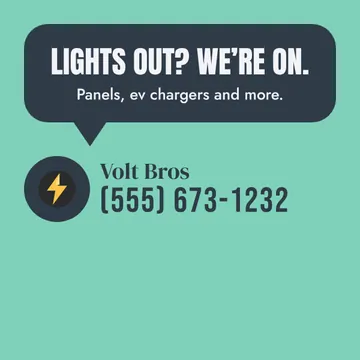 LIGHTS OUT? WE’RE ON.
Panels, ev chargers and more.
Volt Bros
(555) 673-1232